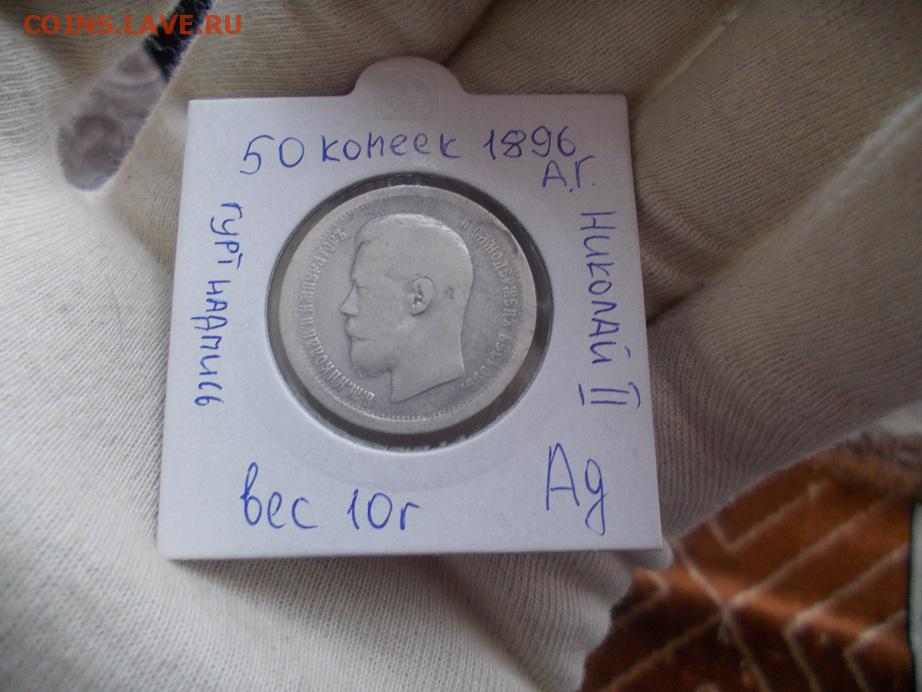 COINS.LAVE.RU
50 копеек 1896
А.Г.
гурт надпись
Николай II
вес 10г
Ag